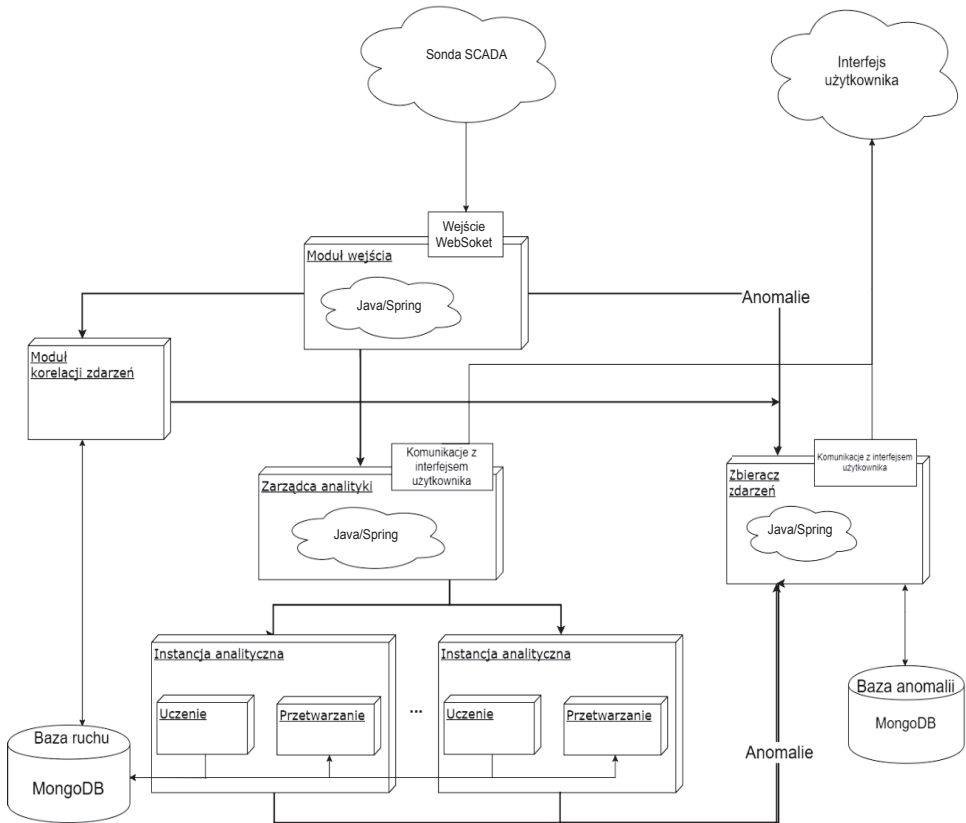 Sonda SCADA
Interfejs
użytkownika
Wejście
WebSoket
Moduł wejścia
Java/Spring
Anomalie
Moduł
korelacji zdarzeń
Komunikacje z
interfejsem
użytkownika
Zarządca analityki
Java/Spring
Komunikacje z interfejsem
użytkownika
Zbieracz
zdarzeń
Java/Spring
Instancja analityczna
Uczenie
Przetwarzanie
...
Instancja analityczna
Uczenie
Przetwarzanie
Baza anomalii
MongoDB
Baza ruchu
MongoDB
Anomalie